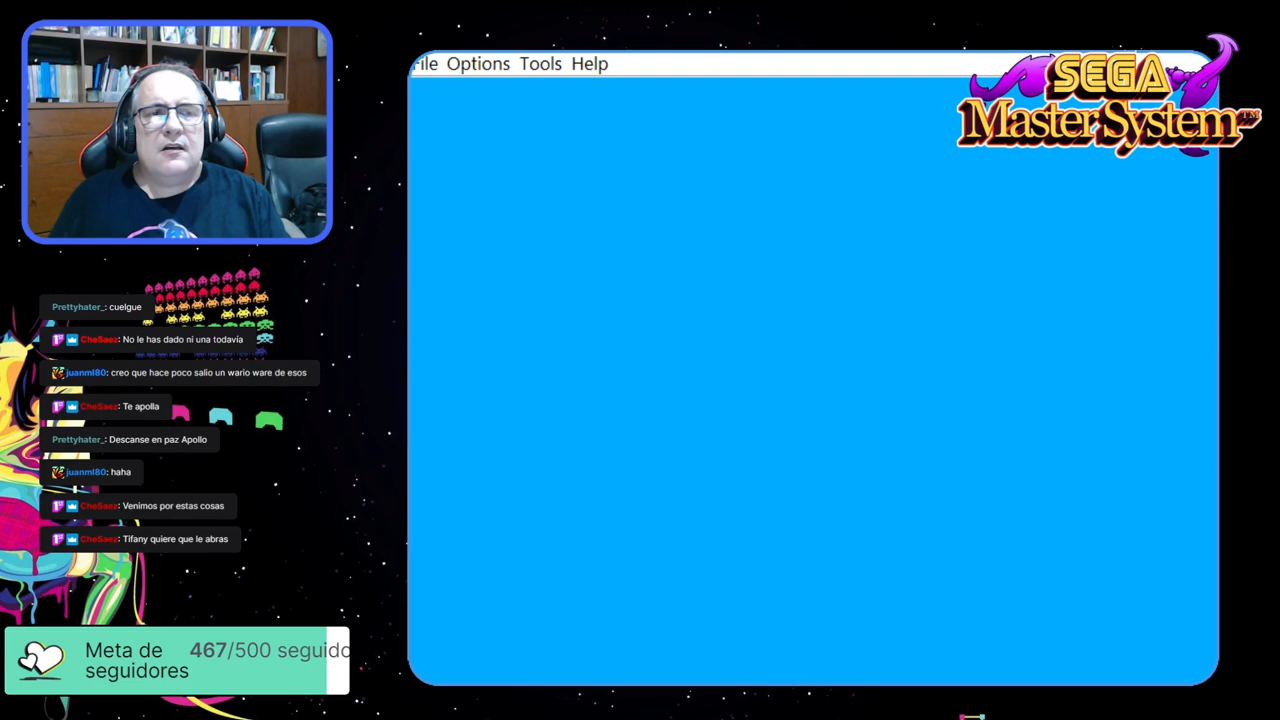 ile Options Tools Help
SEGA
Master System™
Prettyhater_: cuelgue
CheSaez: No le has dado ni una todavía
juanml80: creo que hace poco salio un wario ware de esos
CheSaez: Te apolla
Prettyhater_: Descanse en paz Apollo
juanml80: haha
CheSaez: Venimos por estas cosas
CheSaez: Tifany quiere que le abras
Meta de seguidores 467/500 seguido